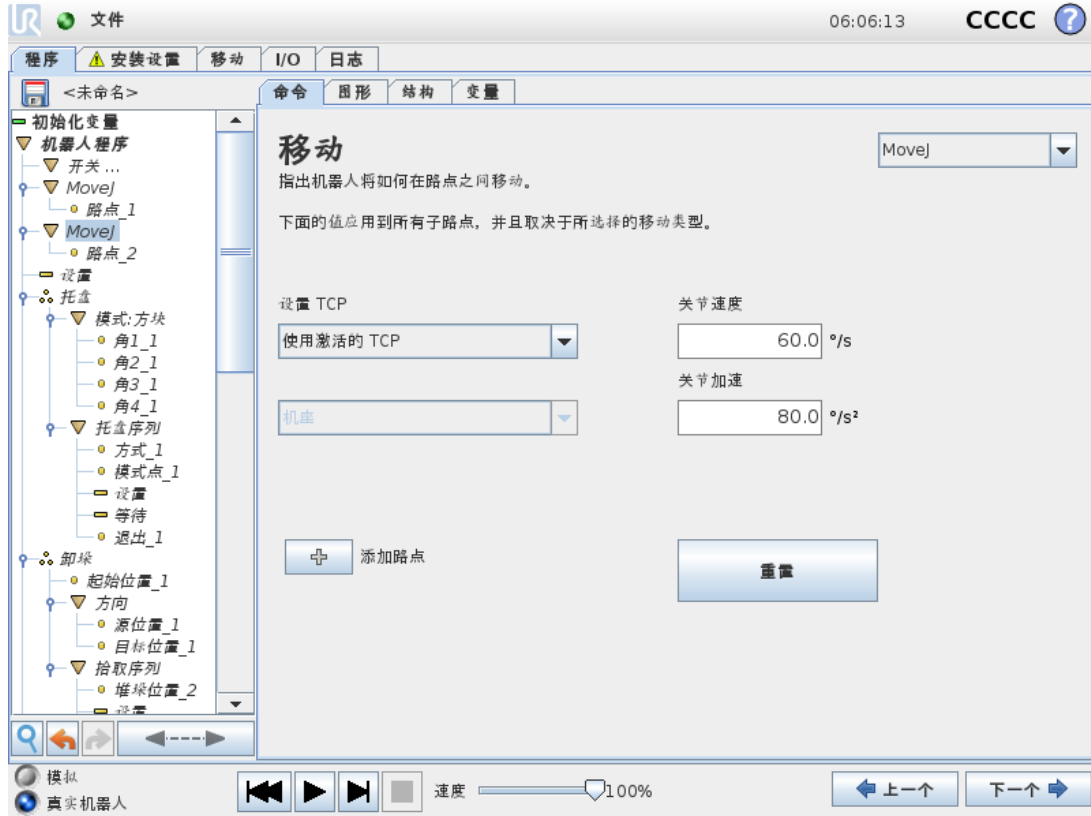 UR 文件 06:06:13 CCCC ?
程序 安装设置 移动 I/O 日志
<未命名>
命令 图形 结构 变量
初始化变量
机器人程序
开关 ...
MoveJ
路点_1
MoveJ
路点_2
设置
托盘
模式:方块
角1_1
角2_1
角3_1
角4_1
托盘序列
方式_1
模式点_1
设置
等待
退出_1
卸垛
起始位置_1
方向
源位置_1
目标位置_1
拾取序列
堆垛位置_2
设置
移动
MoveJ
指出机器人将如何在路点之间移动。
下面的值应用到所有子路点，并且取决于所选择的移动类型。
设置 TCP
关节速度
使用激活的 TCP
60.0 °/s
关节加速
机座
80.0 °/s²
添加路点
重置
模拟
真实机器人
速度 100%
上一个
下一个